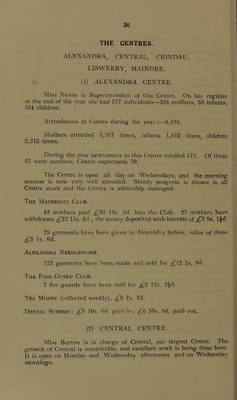 26
THE CENTRES.
ALEXANDRA, CENTRAL, CRINDAU,
LISWERRY, MAINDEE.
(1) ALEXANDRA CENTRE.
Miss Evans is Superintendent of this Centre. On her register
at the end of the year she had 577 individuals—254 mothers, 59 infants,
264 children.
Attendances at Centre during the year:—6,494.
Mothers attended 3,267 times, infants 1,012 times, children
2,215 times.
During the year newcomers to this Centre totalled 171. Of these
67 were mothers, Centre expectants 70.
The Centre is open all day on Wednesdays, and the morning
session is now very well attended. Steady progress is shown in all
Centre work and the Centre is admirably managed.
THE MATERNITY CLUB.
43 mothers paid £20 19s. 5d. into the Club. 27 mothers have
withdrawn £22 15s. 0d., the money deposited with interest of £3 8s. 1½d.
29 garments have been given to Alexandra babies, value of these
£5 1s. 6d.
ALEXANDRA NEEDLEWORK.
123 garments have been made and sold for £12 1s. 9d.
THE FIRE GUARD CLUB.
7 fire guards have been sold for £2 12s. 5½d.
TEA MONEY (collected weekly), £8 7s. 7d.
DENTAL SCHEME: £5 10s. 0d. paid in; £6 10s. 0d. paid out.
(2) CENTRAL CENTRE.
Miss Burton is in charge of Central, our largest Centre. The
growth of Central is remarkable, and excellent work is being done here.
It is open on Monday and Wednesday afternoons and on Wednesday
mornings.